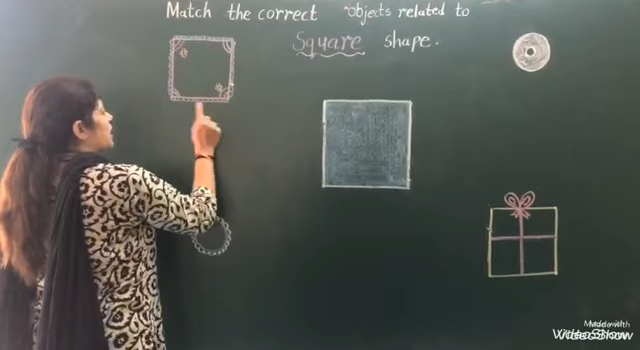 Match the correct objects related to
Square shape.
Made with
VideoShow